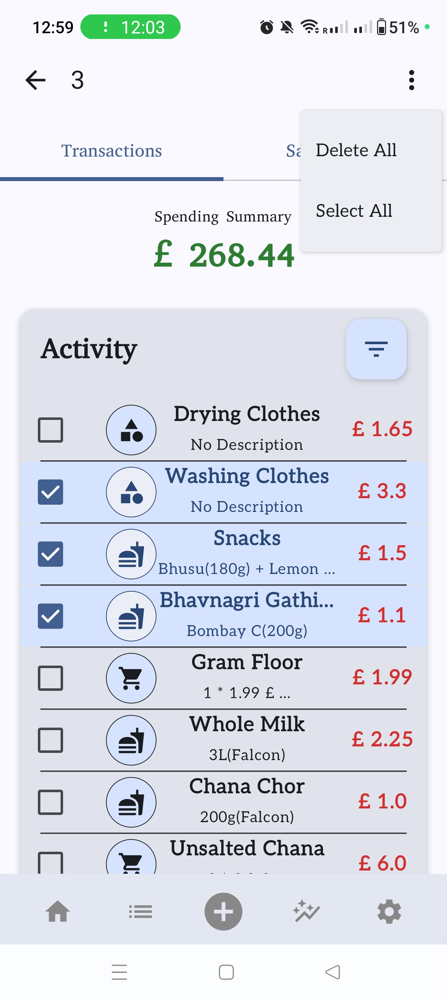 12:59 12:03 R 51%
3
Delete All
Select All
Transactions Sa
Spending Summary
£ 268.44
Activity
Drying Clothes
No Description
£ 1.65
Washing Clothes
No Description
£ 3.3
Snacks
Bhusu(180g) + Lemon ...
£ 1.5
Bhavnagri Gathi...
Bombay C(200g)
£ 1.1
Gram Floor
1 * 1.99 £ ...
£ 1.99
Whole Milk
3L(Falcon)
£ 2.25
Chana Chor
200g(Falcon)
£ 1.0
Unsalted Chana
£ 6.0